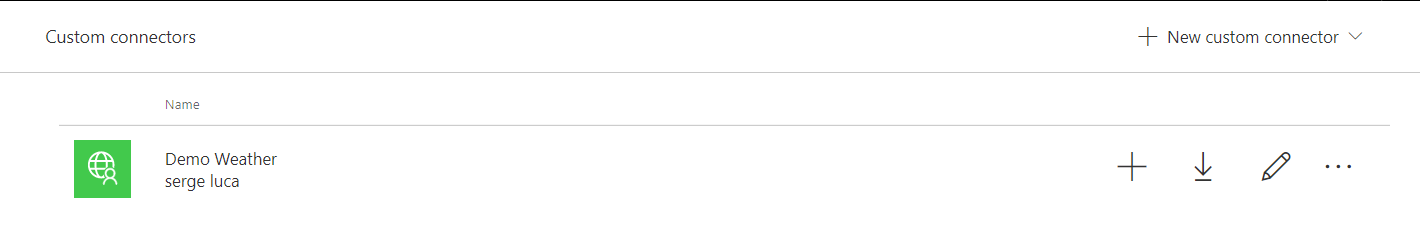 Custom connectors
New custom connector
Name
Demo Weather
serge luca